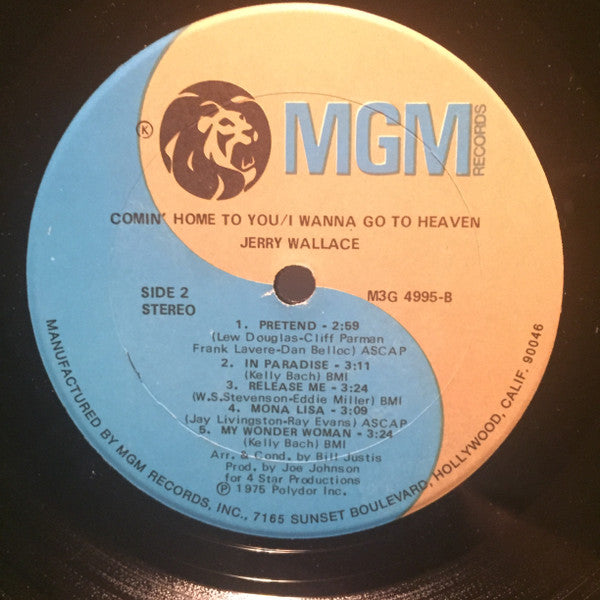 Ⓚ
MGM
RECORDS
COMIN' HOME TO YOU/I WANNA GO TO HEAVEN
JERRY WALLACE
SIDE 2
STEREO
M3G 4995-B
1. PRETEND - 2:59
(Lew Douglas-Cliff Parman
Frank Lavere-Dan Belloc) ASCAP
2. IN PARADISE - 3:11
(Kelly Bach) BMI
3. RELEASE ME - 3:24
(W.S.Stevenson-Eddie Miller) BMI
4. MONA LISA - 3:09
(Jay Livingston-Ray Evans) ASCAP
5. MY WONDER WOMAN - 3:24
(Kelly Bach) BMI
Arr. & Cond. by Bill Justis
Prod. by Joe Johnson
for 4 Star Productions
Ⓟ 1975 Polydor Inc.
MANUFACTURED BY MGM RECORDS, INC., 7165 SUNSET BOULEVARD, HOLLYWOOD, CALIF. 90046